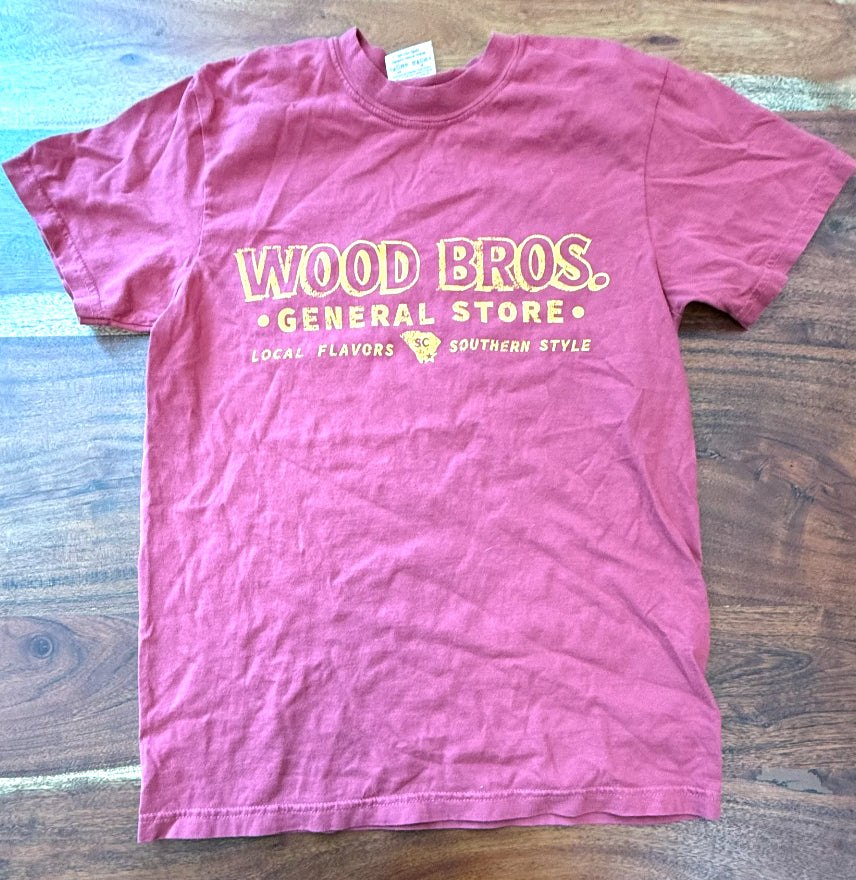 WOOD BROS.
• GENERAL STORE •
LOCAL FLAVORS SC SOUTHERN STYLE